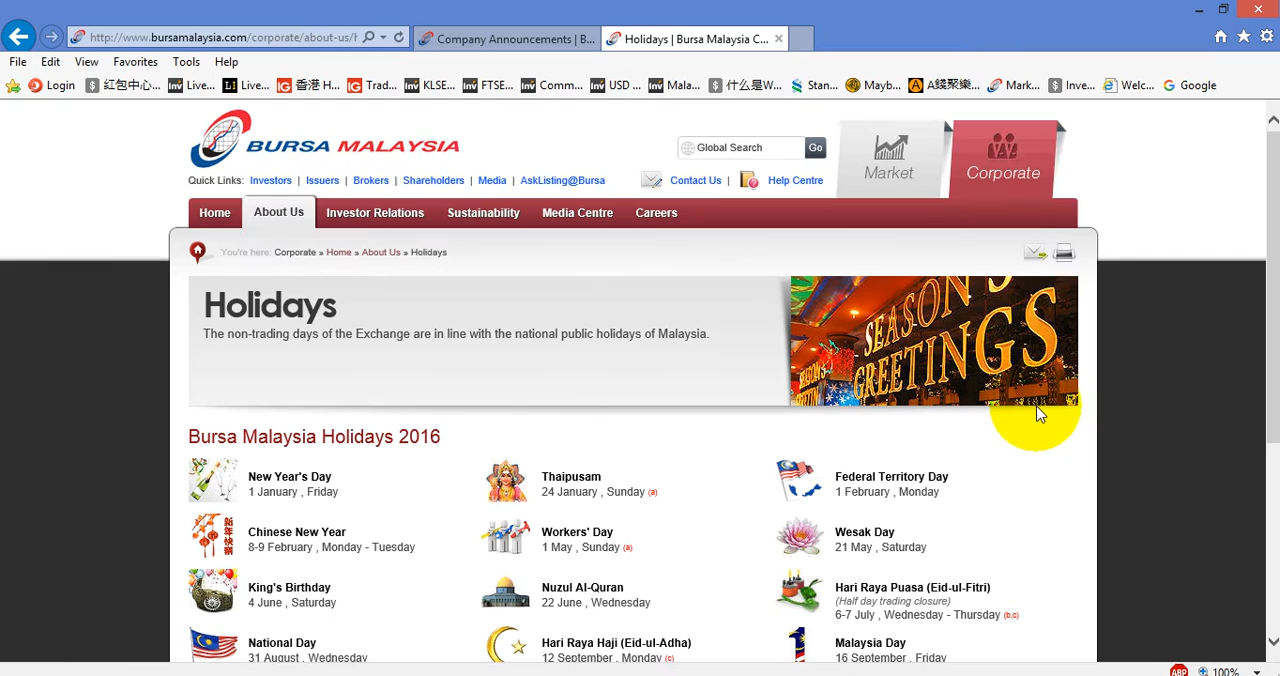 http://www.bursamalaysia.com/corporate/about-us/h
Company Announcements | B...
Holidays | Bursa Malaysia C...
File Edit View Favorites Tools Help
Login 红包中心... Live... Live... 香港 H... Trad... KLSE... FTSE... Comm... USD ... Mala... 什么是W... Stan... Mayb... A錢聚樂... Mark... Inve... Welc... Google
BURSA MALAYSIA
Global Search Go
Market
Corporate
Quick Links: Investors | Issuers | Brokers | Shareholders | Media | AskListing@Bursa
Contact Us | Help Centre
Home About Us Investor Relations Sustainability Media Centre Careers
You're here: Corporate » Home » About Us » Holidays
Holidays
The non-trading days of the Exchange are in line with the national public holidays of Malaysia.
SEASON'S
GREETINGS
Bursa Malaysia Holidays 2016
New Year's Day
1 January , Friday
Thaipusam
24 January , Sunday (a)
Federal Territory Day
1 February , Monday
Chinese New Year
8-9 February , Monday - Tuesday
Workers' Day
1 May , Sunday (a)
Wesak Day
21 May , Saturday
King's Birthday
4 June , Saturday
Nuzul Al-Quran
22 June , Wednesday
Hari Raya Puasa (Eid-ul-Fitri)
(Half day trading closure)
6-7 July , Wednesday - Thursday (b,c)
National Day
31 August , Wednesday
Hari Raya Haji (Eid-ul-Adha)
12 September , Monday (c)
Malaysia Day
16 September , Friday
ABP
100%